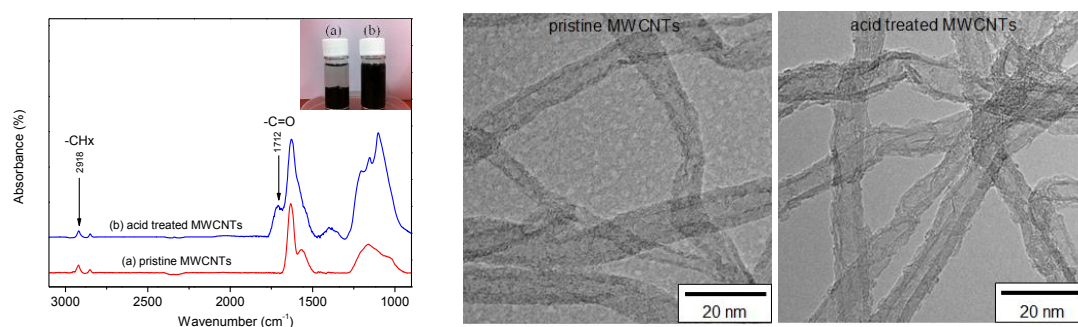 (a) (b)
-C=O
1712
-CHx
2918
(b) acid treated MWCNTs
(a) pristine MWCNTs
Absorbance (%)
3000 2500 2000 1500 1000
Wavenumber (cm-1)
pristine MWCNTs
20 nm
acid treated MWCNTs
20 nm